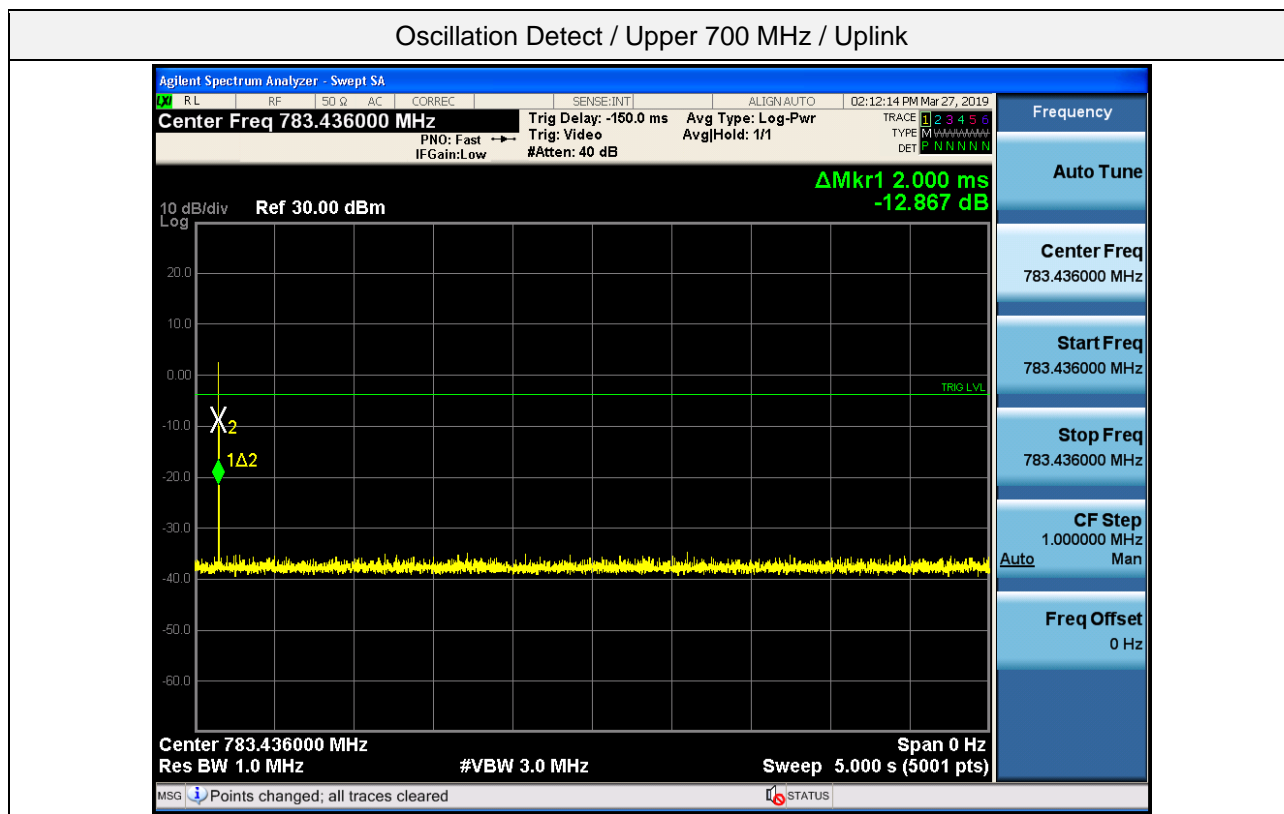 Oscillation Detect / Upper 700 MHz / Uplink
Agilent Spectrum Analyzer - Swept SA
LXI RL RF 50 Ω AC CORREC SENSE:INT ALIGN AUTO 02:12:14 PM Mar 27, 2019
Center Freq 783.436000 MHz
PNO: Fast
IFGain:Low
Trig Delay: -150.0 ms
Trig: Video
#Atten: 40 dB
Avg Type: Log-Pwr
Avg|Hold: 1/1
TRACE 1 2 3 4 5 6
TYPE M WWWWW
DET P N N N N N
ΔMkr1 2.000 ms
-12.867 dB
10 dB/div Ref 30.00 dBm
Log
20.0
10.0
0.00
TRIG LVL
-10.0
2
1Δ2
-20.0
-30.0
-40.0
-50.0
-60.0
Center 783.436000 MHz Span 0 Hz
Res BW 1.0 MHz #VBW 3.0 MHz Sweep 5.000 s (5001 pts)
MSG Points changed; all traces cleared STATUS
Frequency
Auto Tune
Center Freq
783.436000 MHz
Start Freq
783.436000 MHz
Stop Freq
783.436000 MHz
CF Step
1.000000 MHz
Auto Man
Freq Offset
0 Hz